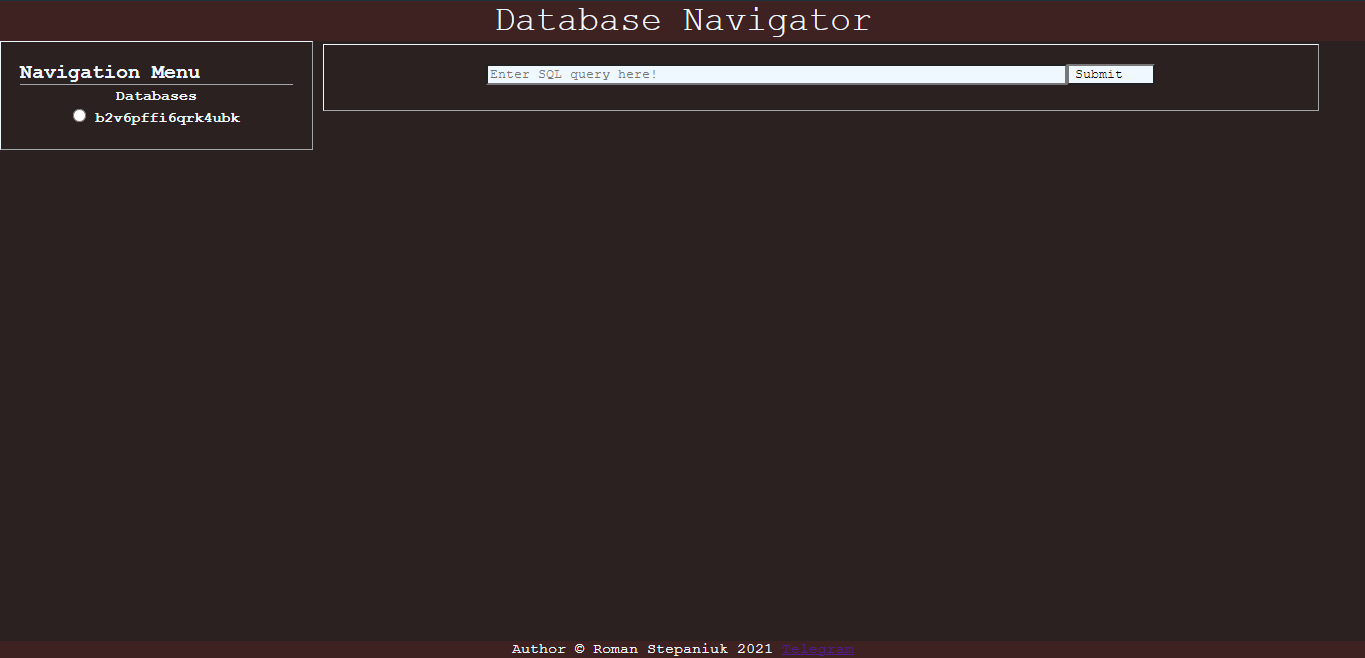 Database Navigator
Navigation Menu
Databases
b2v6pffi6qrk4ubk
Enter SQL query here!
Submit
Author © Roman Stepaniuk 2021 Telegram